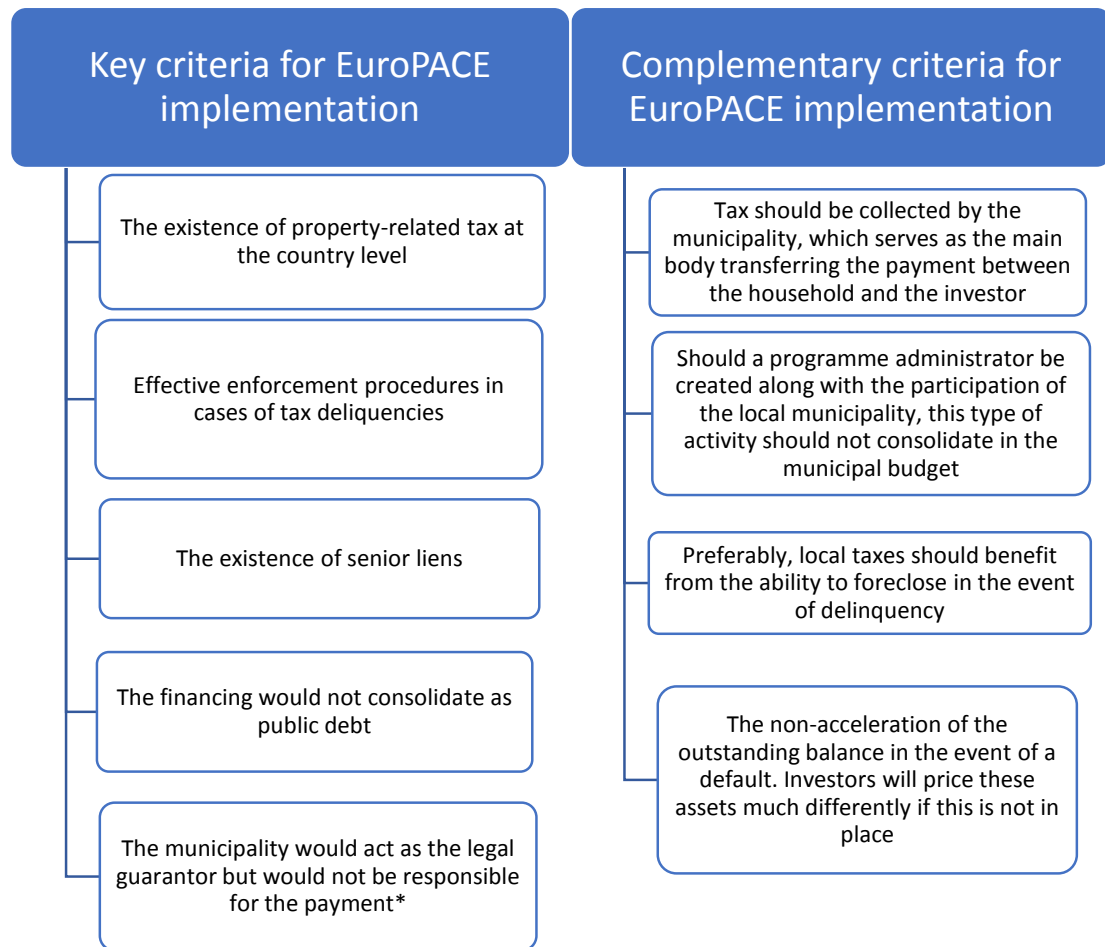 Key criteria for EuroPACE
implementation
The existence of property-related tax at
the country level
Effective enforcement procedures in
cases of tax deliquencies
The existence of senior liens
The financing would not consolidate as
public debt
The municipality would act as the legal
guarantor but would not be responsible
for the payment*
Complementary criteria for
EuroPACE implementation
Tax should be collected by the
municipality, which serves as the main
body transferring the payment between
the household and the investor
Should a programme administrator be
created along with the participation of
the local municipality, this type of
activity should not consolidate in the
municipal budget
Preferably, local taxes should benefit
from the ability to foreclose in the event
of delinquency
The non-acceleration of the
outstanding balance in the event of a
default. Investors will price these
assets much differently if this is not in
place